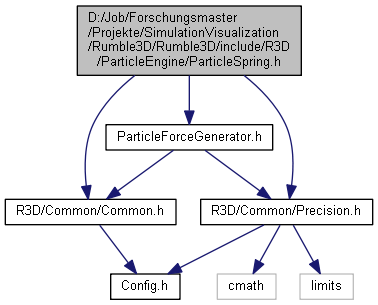 D:/Job/Forschungsmaster
/Projekte/SimulationVisualization
/Rumble3D/Rumble3D/include/R3D
/ParticleEngine/ParticleSpring.h
ParticleForceGenerator.h
R3D/Common/Common.h
R3D/Common/Precision.h
Config.h
cmath
limits